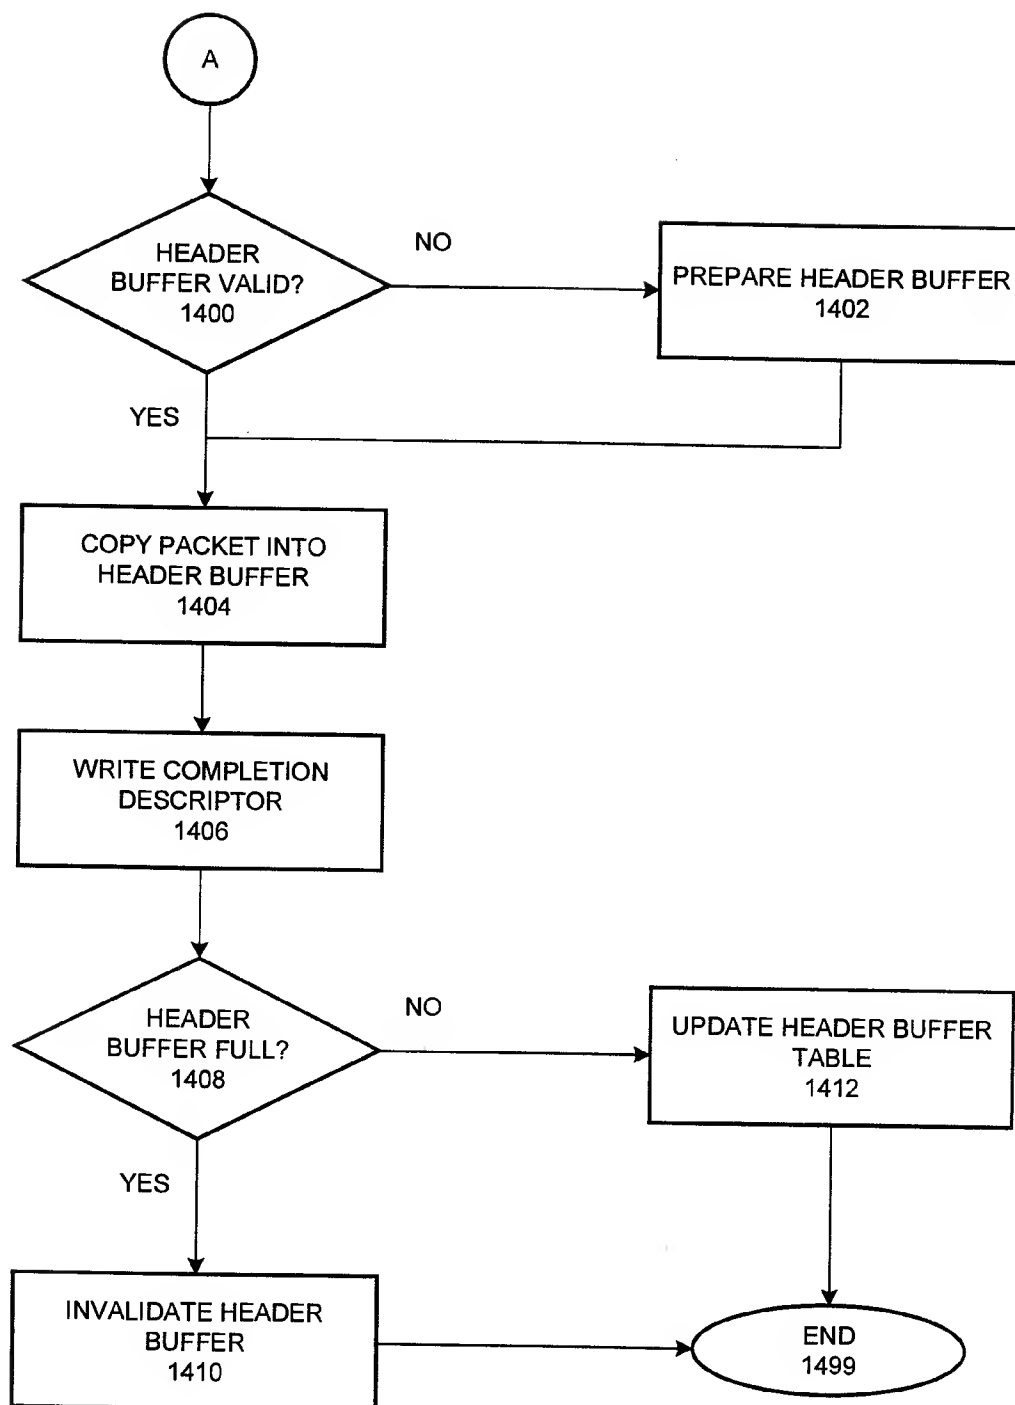 A
HEADER
BUFFER VALID?
1400
NO
PREPARE HEADER BUFFER
1402
YES
COPY PACKET INTO
HEADER BUFFER
1404
WRITE COMPLETION
DESCRIPTOR
1406
HEADER
BUFFER FULL?
1408
NO
UPDATE HEADER BUFFER
TABLE
1412
YES
INVALIDATE HEADER
BUFFER
1410
END
1499